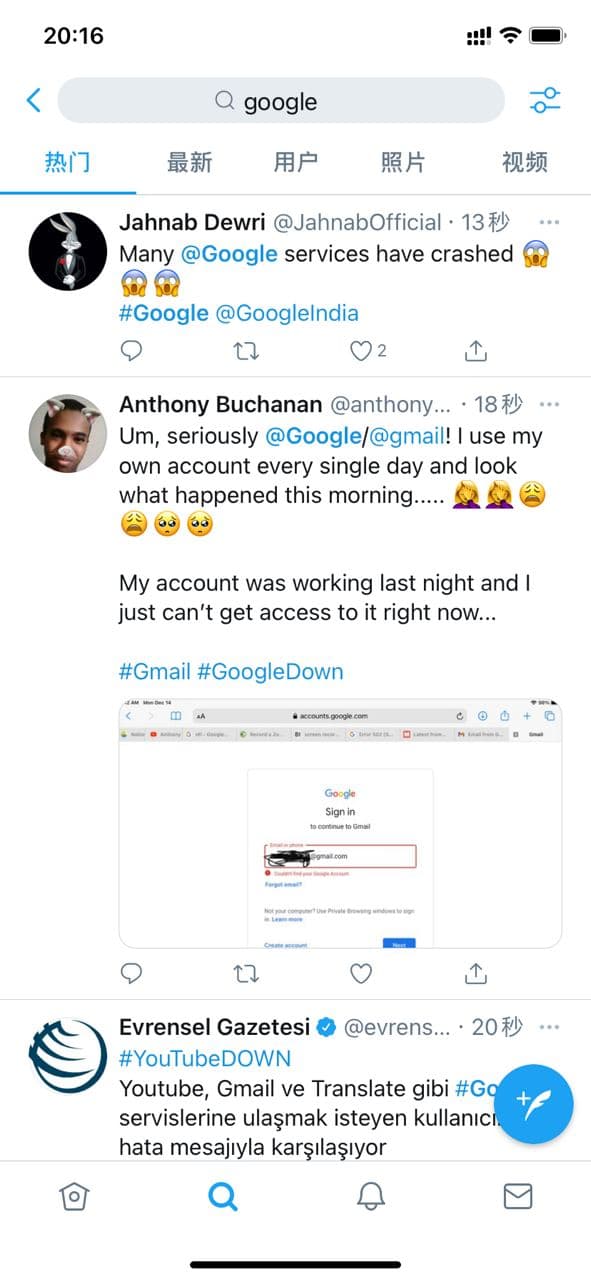 20:16
google
热门 最新 用户 照片 视频
Jahnab Dewri @JahnabOfficial · 13秒
Many @Google services have crashed 😱
😱😱
#Google @GoogleIndia
2
Anthony Buchanan @anthony... · 18秒
Um, seriously @Google/@gmail! I use my
own account every single day and look
what happened this morning..... 🤦‍♀️🤦‍♀️😩
😩🥺🥺
My account was working last night and I
just can’t get access to it right now...
#Gmail #GoogleDown
AM Mon Dec 14
AA accounts.google.com
Google
Sign in
to continue to Gmail
Email or phone
@gmail.com
Couldn't find your Google Account
Forgot email?
Not your computer? Use Private Browsing windows to sign
in. Learn more
Create account Next
Evrensel Gazetesi @evrens... · 20秒
#YouTubeDOWN
Youtube, Gmail ve Translate gibi #Go
servislerine ulaşmak isteyen kullanıcı
hata mesajıyla karşılaşıyor